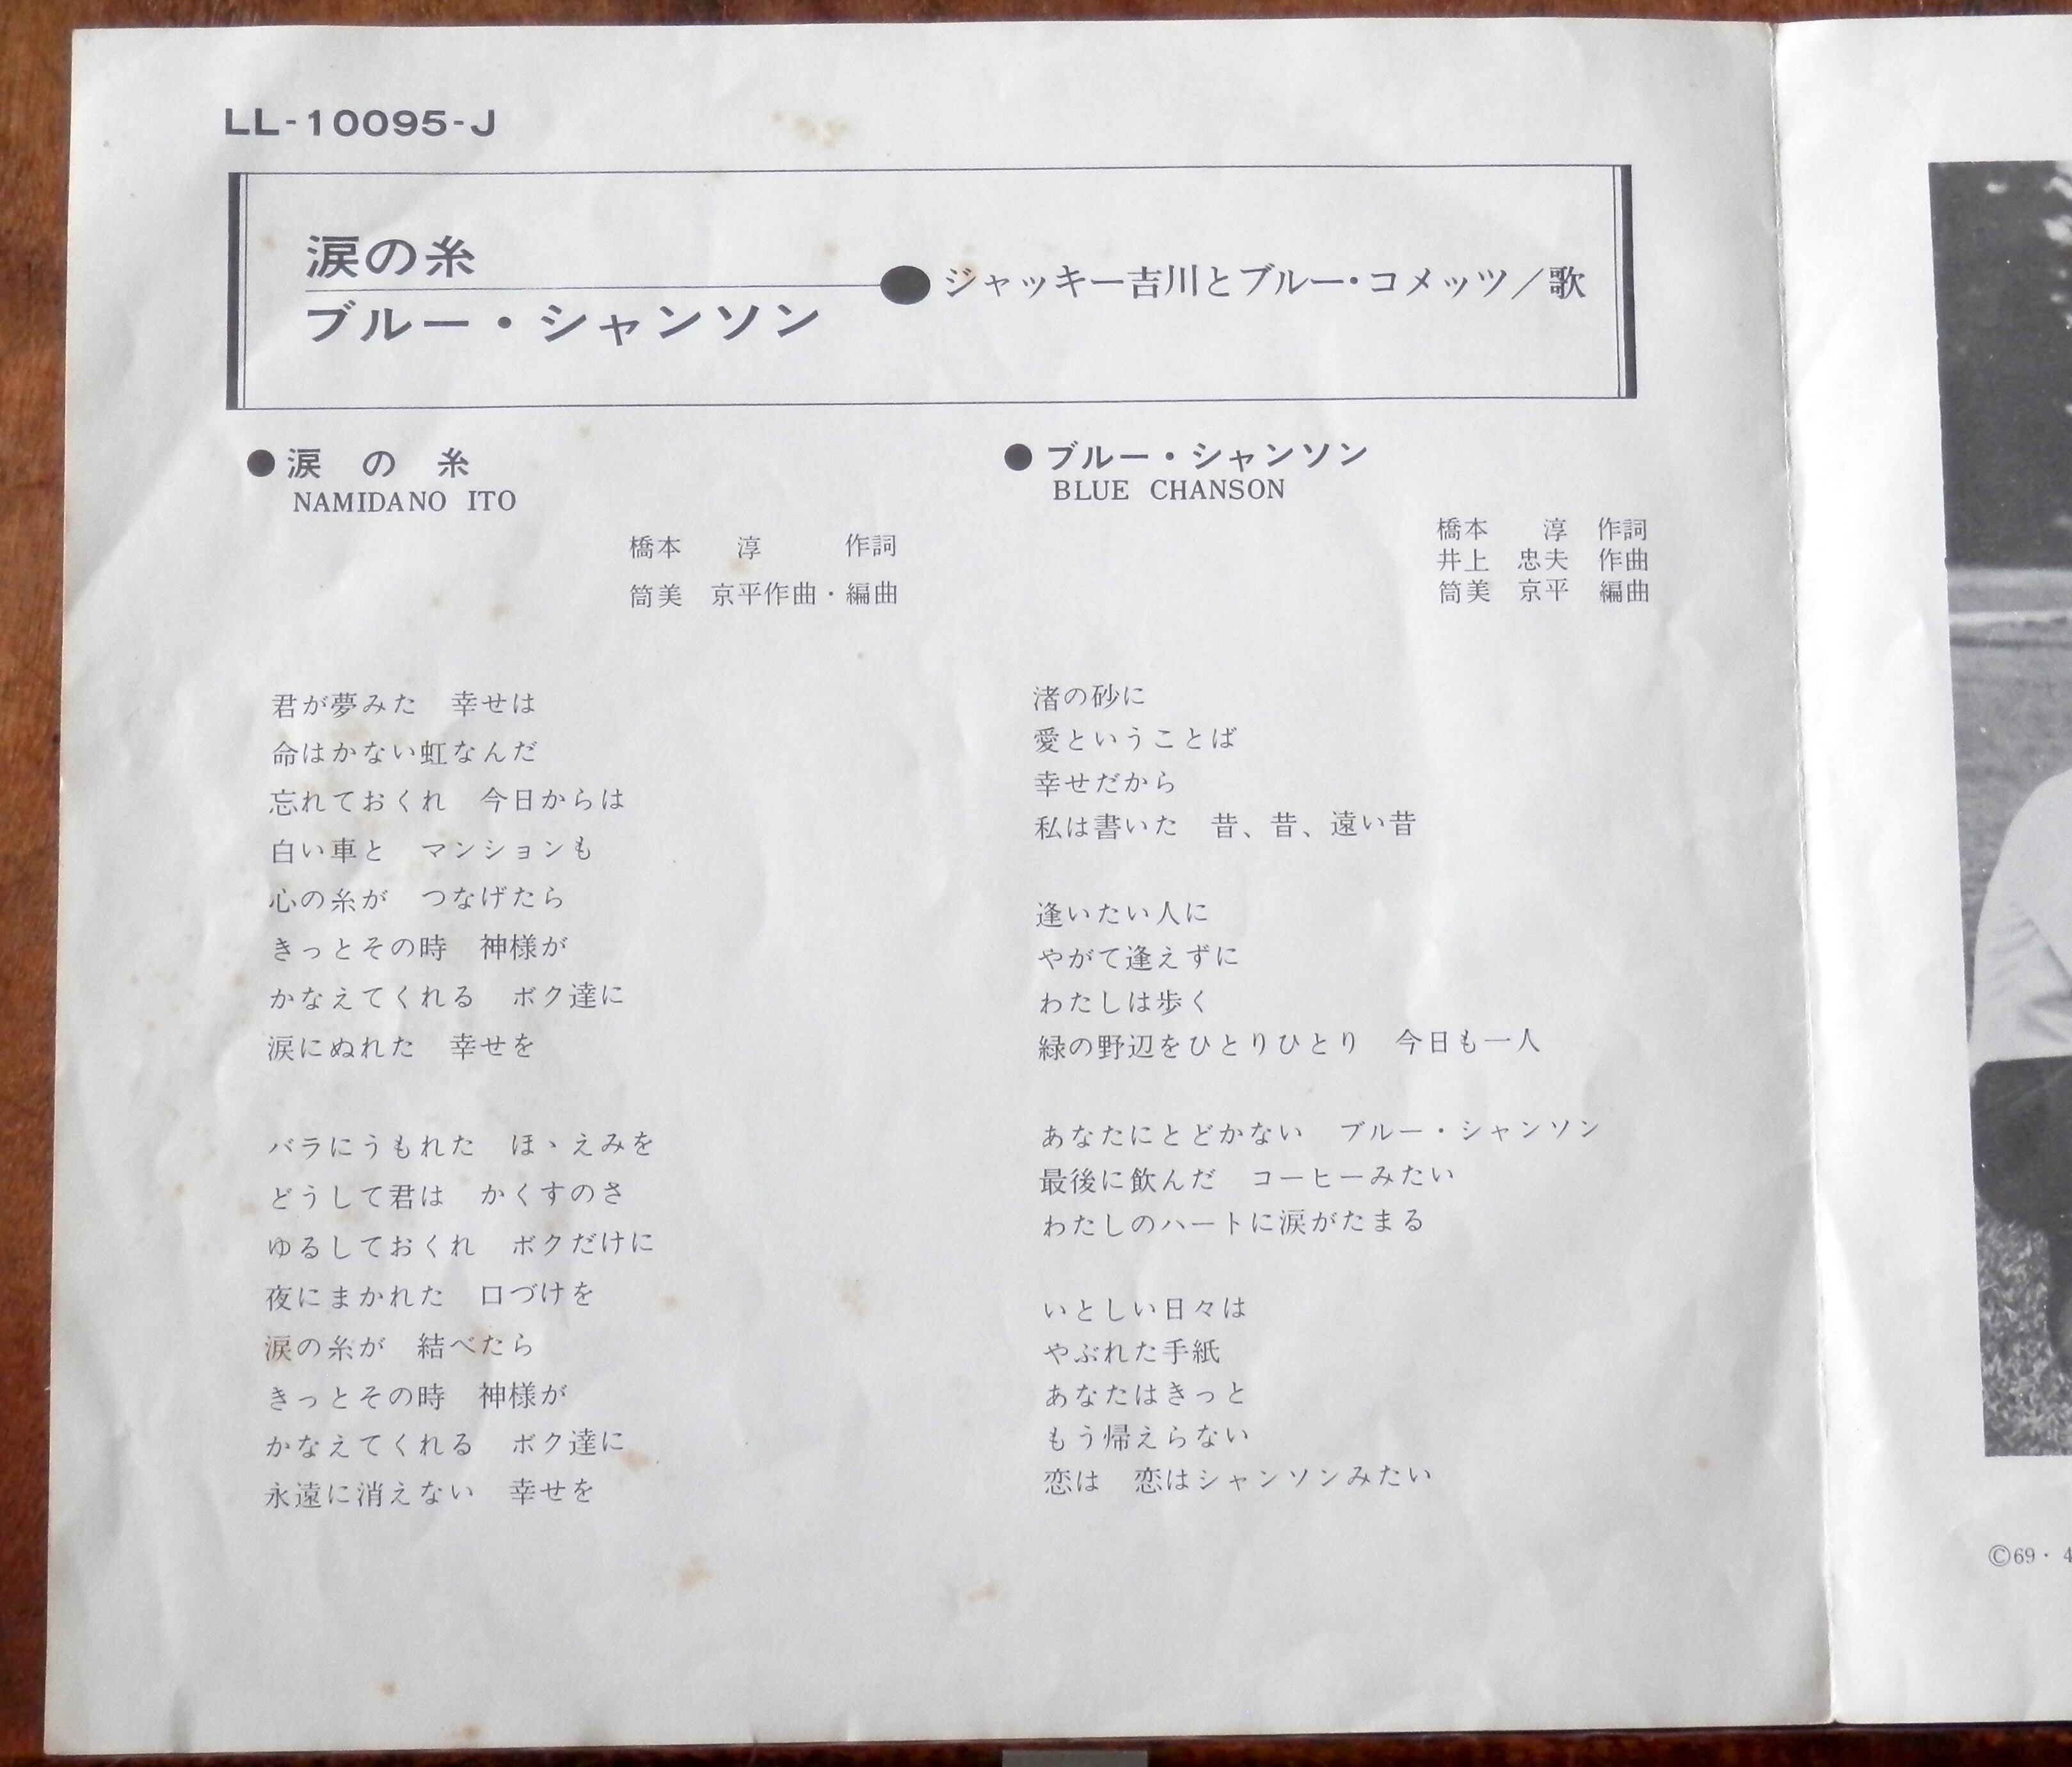 LL-10095-J
涙の糸
ブルー・シャンソン
●ジャッキー吉川とブルー・コメッツ／歌
●涙の糸
NAMIDANO ITO
橋本　淳　作詞
筒美　京平作曲・編曲
君が夢みた　幸せは
命はかない虹なんだ
忘れておくれ　今日からは
白い車と　マンションも
心の糸が　つなげたら
きっとその時　神様が
かなえてくれる　ボク達に
涙にぬれた　幸せを
バラにうもれた　ほゝえみを
どうして君は　かくすのさ
ゆるしておくれ　ボクだけに
夜にまかれた　口づけを
涙の糸が　結べたら
きっとその時　神様が
かなえてくれる　ボク達に
永遠に消えない　幸せを
●ブルー・シャンソン
BLUE CHANSON
橋本　淳　作詞
井上　忠夫　作曲
筒美　京平　編曲
渚の砂に
愛ということば
幸せだから
私は書いた　昔、昔、遠い昔
逢いたい人に
やがて逢えずに
わたしは歩く
緑の野辺をひとりひとり　今日も一人
あなたにとどかない　ブルー・シャンソン
最後に飲んだ　コーヒーみたい
わたしのハートに涙がたまる
いとしい日々は
やぶれた手紙
あなたはきっと
もう帰えらない
恋は　恋はシャンソンみたい
©69・4